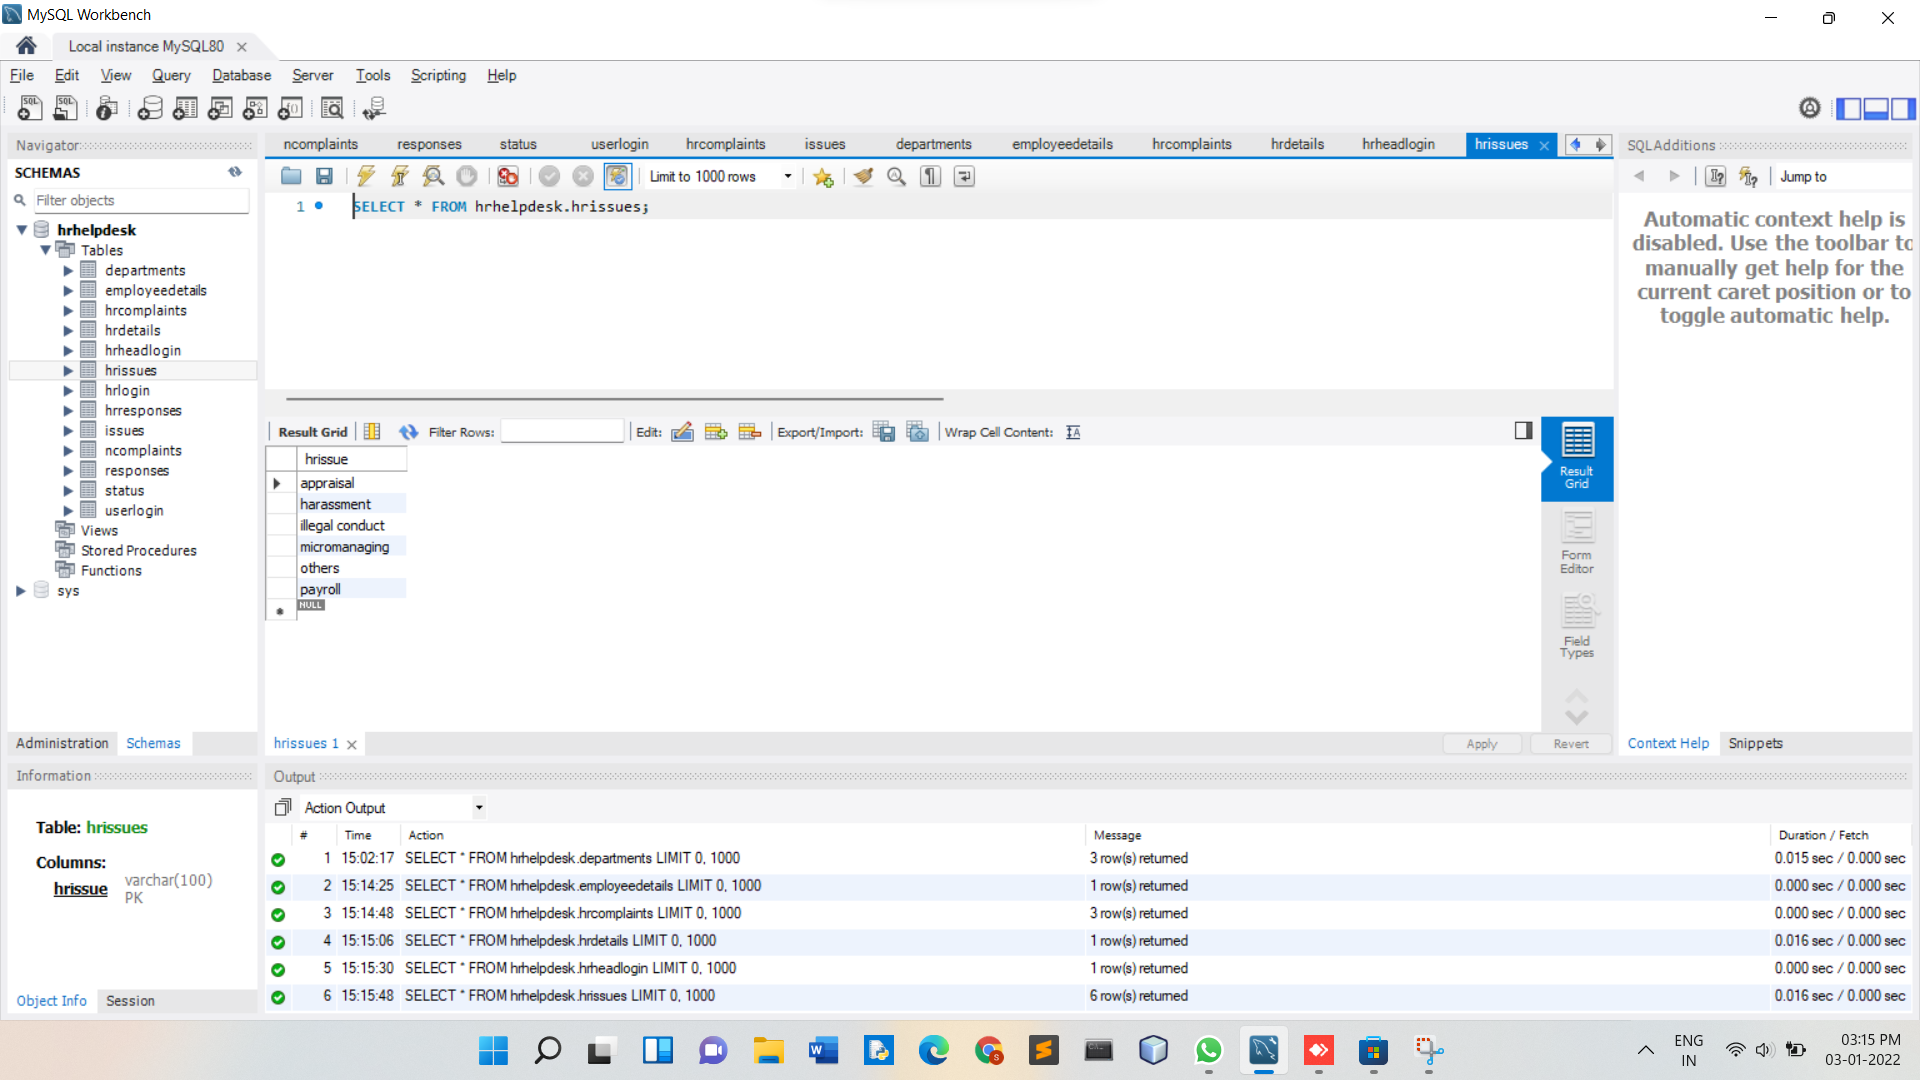 MySQL Workbench
Local instance MySQL80
File Edit View Query Database Server Tools Scripting Help
Navigator
SCHEMAS
Filter objects
hrhelpdesk
Tables
departments
employeedetails
hrcomplaints
hrdetails
hrheadlogin
hrissues
hrlogin
hrresponses
issues
ncomplaints
responses
status
userlogin
Views
Stored Procedures
Functions
sys
Administration Schemas
Information
Table: hrissues
Columns:
hrissue varchar(100)
PK
Object Info Session
ncomplaints responses status userlogin hrcomplaints issues departments employeedetails hrcomplaints hrdetails hrheadlogin hrissues
Limit to 1000 rows
1 SELECT * FROM hrhelpdesk.hrissues;
Result Grid Filter Rows: Edit: Export/Import: Wrap Cell Content:
hrissue
appraisal
harassment
illegal conduct
micromanaging
others
payroll
NULL
Result
Grid
Form
Editor
Field
Types
hrissues 1 Apply Revert
SQLAdditions
Jump to
Automatic context help is
disabled. Use the toolbar to
manually get help for the
current caret position or to
toggle automatic help.
Context Help Snippets
Output
Action Output
# Time Action Message Duration / Fetch
1 15:02:17 SELECT * FROM hrhelpdesk.departments LIMIT 0, 1000 3 row(s) returned 0.015 sec / 0.000 sec
2 15:14:25 SELECT * FROM hrhelpdesk.employeedetails LIMIT 0, 1000 1 row(s) returned 0.000 sec / 0.000 sec
3 15:14:48 SELECT * FROM hrhelpdesk.hrcomplaints LIMIT 0, 1000 3 row(s) returned 0.000 sec / 0.000 sec
4 15:15:06 SELECT * FROM hrhelpdesk.hrdetails LIMIT 0, 1000 1 row(s) returned 0.016 sec / 0.000 sec
5 15:15:30 SELECT * FROM hrhelpdesk.hrheadlogin LIMIT 0, 1000 1 row(s) returned 0.000 sec / 0.000 sec
6 15:15:48 SELECT * FROM hrhelpdesk.hrissues LIMIT 0, 1000 6 row(s) returned 0.016 sec / 0.000 sec
ENG
IN
03:15 PM
03-01-2022